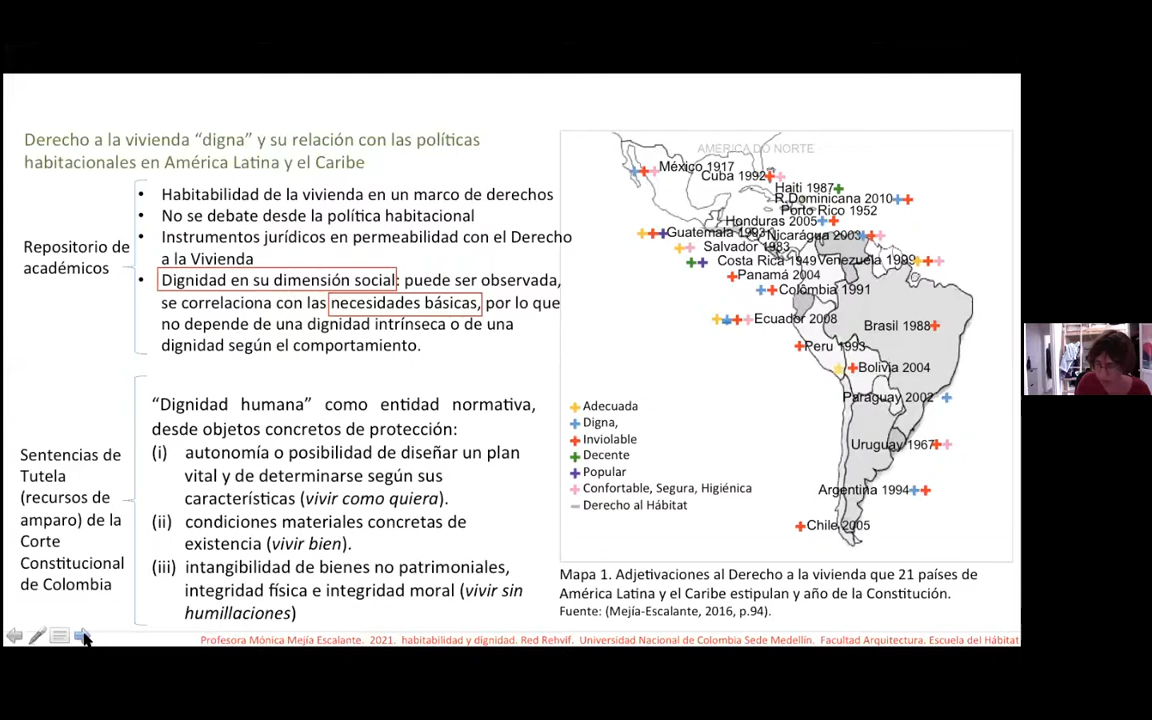 Derecho a la vivienda “digna” y su relación con las políticas
habitacionales en América Latina y el Caribe
Repositorio de
académicos
• Habitabilidad de la vivienda en un marco de derechos
• No se debate desde la política habitacional
• Instrumentos jurídicos en permeabilidad con el Derecho
a la Vivienda
• Dignidad en su dimensión social: puede ser observada,
se correlaciona con las necesidades básicas, por lo que
no depende de una dignidad intrínseca o de una
dignidad según el comportamiento.
Sentencias de
Tutela
(recursos de
amparo) de la
Corte
Constitucional
de Colombia
“Dignidad humana” como entidad normativa,
desde objetos concretos de protección:
(i) autonomía o posibilidad de diseñar un plan
vital y de determinarse según sus
características (vivir como quiera).
(ii) condiciones materiales concretas de
existencia (vivir bien).
(iii) intangibilidad de bienes no patrimoniales,
integridad física e integridad moral (vivir sin
humillaciones)
AMERICA DO NORTE
México 1917
Cuba 1992
Haiti 1987
R.Dominicana 2010
Porto Rico 1952
Honduras 2005
Guatemala 1993
Nicarágua 2003
Salvador 1983
Costa Rica 1949
Venezuela 1999
Panamá 2004
Colômbia 1991
Ecuador 2008
Brasil 1988
Peru 1993
Bolivia 2004
Paraguay 2002
Uruguay 1967
Argentina 1994
Chile 2005
Adecuada
Digna,
Inviolable
Decente
Popular
Confortable, Segura, Higiénica
Derecho al Hábitat
Mapa 1. Adjetivaciones al Derecho a la vivienda que 21 países de
América Latina y el Caribe estipulan y año de la Constitución.
Fuente: (Mejía-Escalante, 2016, p.94).
Profesora Mónica Mejía Escalante. 2021. habitabilidad y dignidad. Red Rehvif. Universidad Nacional de Colombia Sede Medellín. Facultad Arquitectura. Escuela del Hábitat